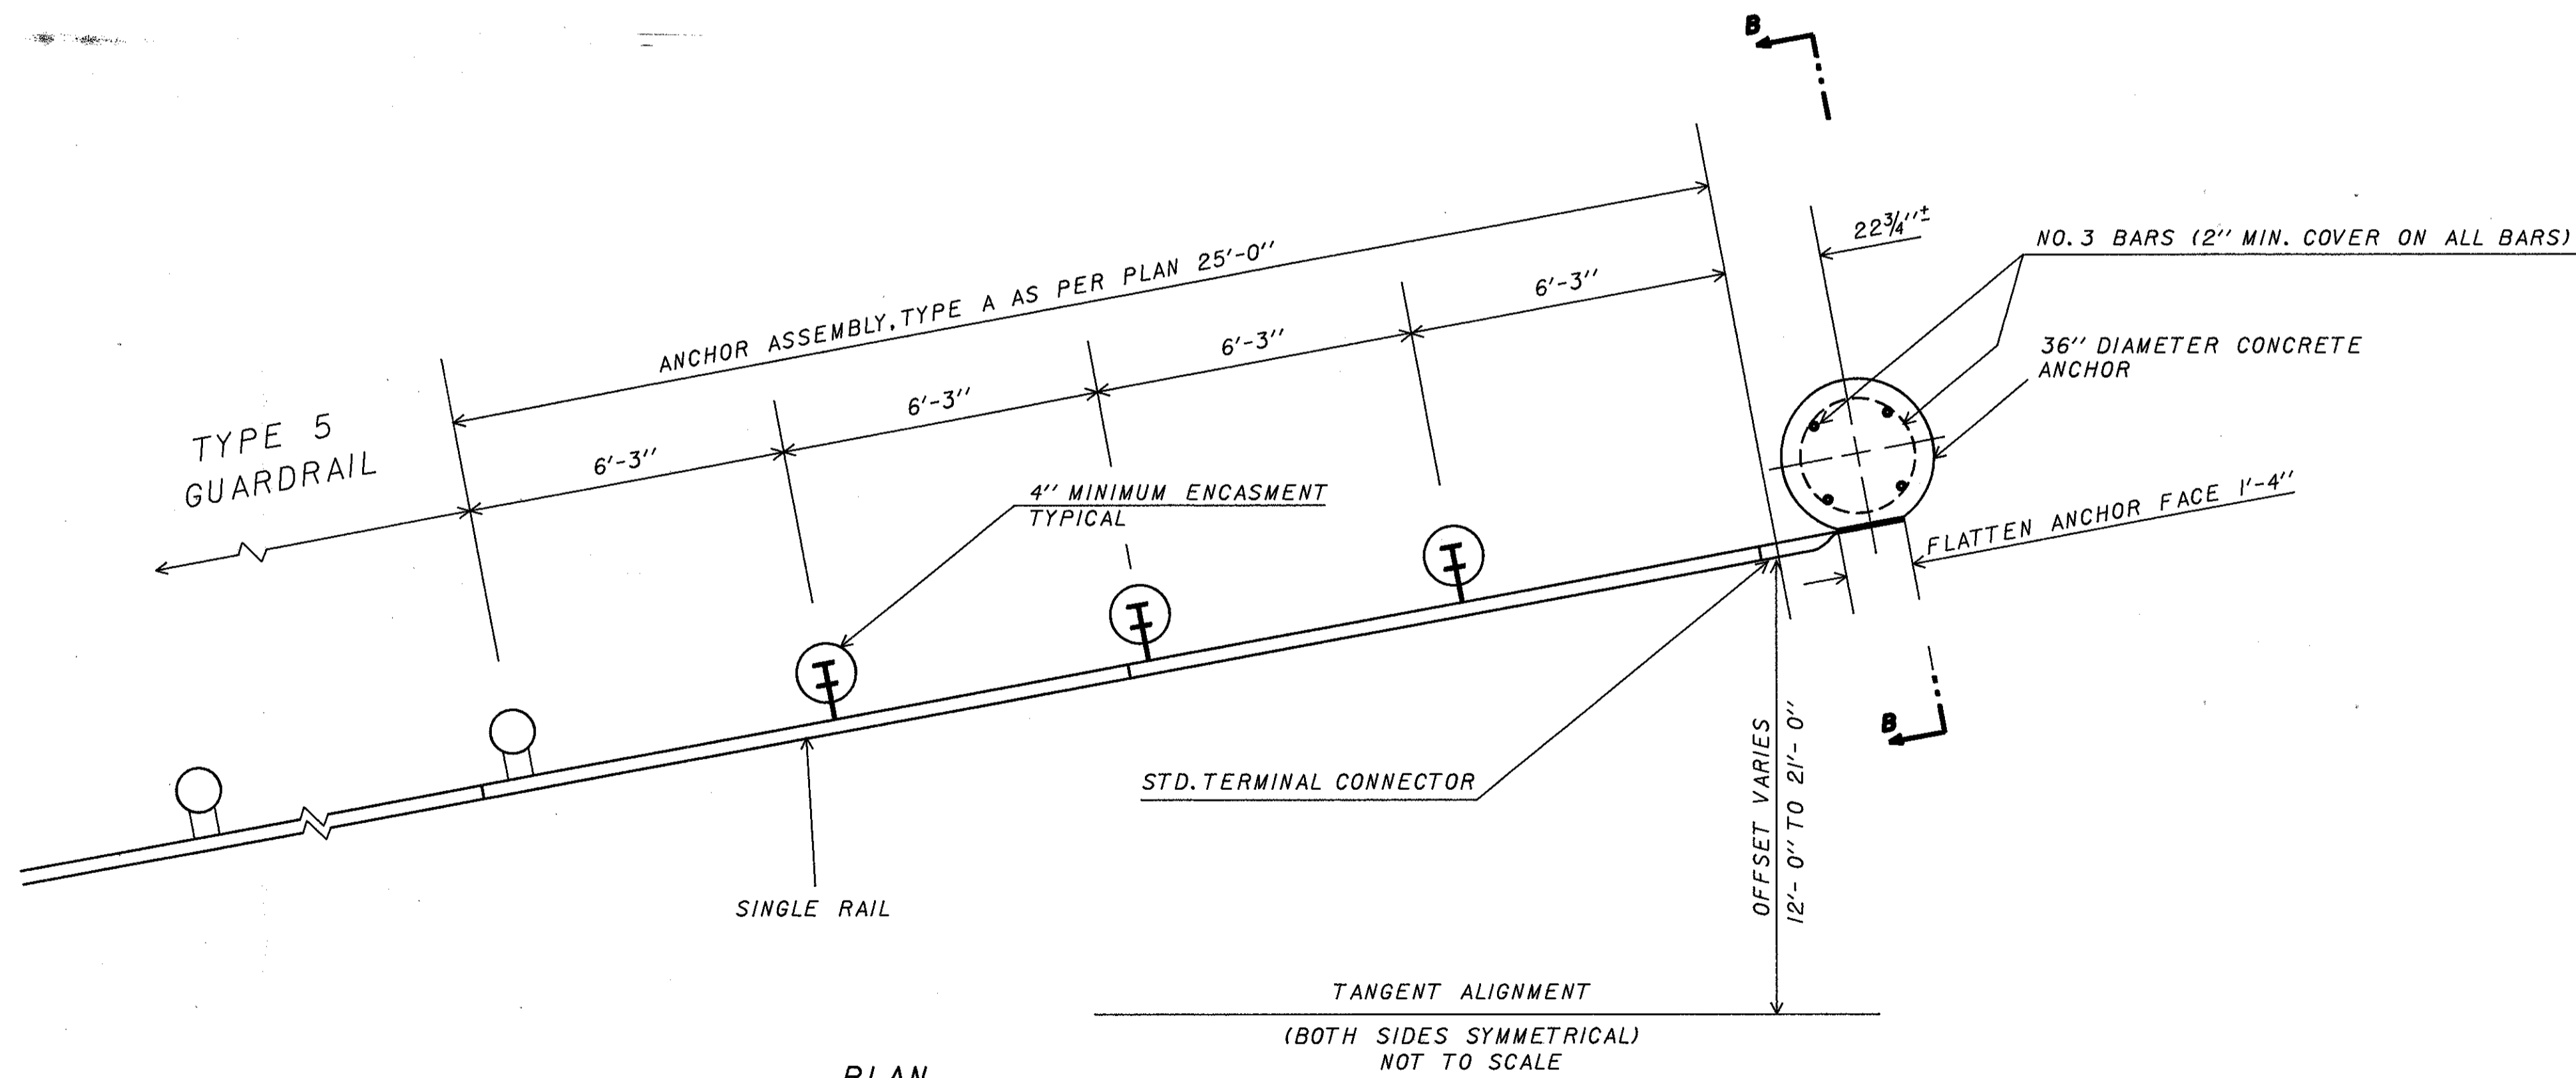 B
22¾"±
NO. 3 BARS (2" MIN. COVER ON ALL BARS)
ANCHOR ASSEMBLY, TYPE A AS PER PLAN 25'-0"
6'-3"
6'-3"
6'-3"
6'-3"
36" DIAMETER CONCRETE
ANCHOR
TYPE 5
GUARDRAIL
4" MINIMUM ENCASMENT
TYPICAL
FLATTEN ANCHOR FACE 1'-4"
B
STD. TERMINAL CONNECTOR
OFFSET VARIES
12'-0" TO 21'-0"
SINGLE RAIL
TANGENT ALIGNMENT
(BOTH SIDES SYMMETRICAL)
NOT TO SCALE
PLAN